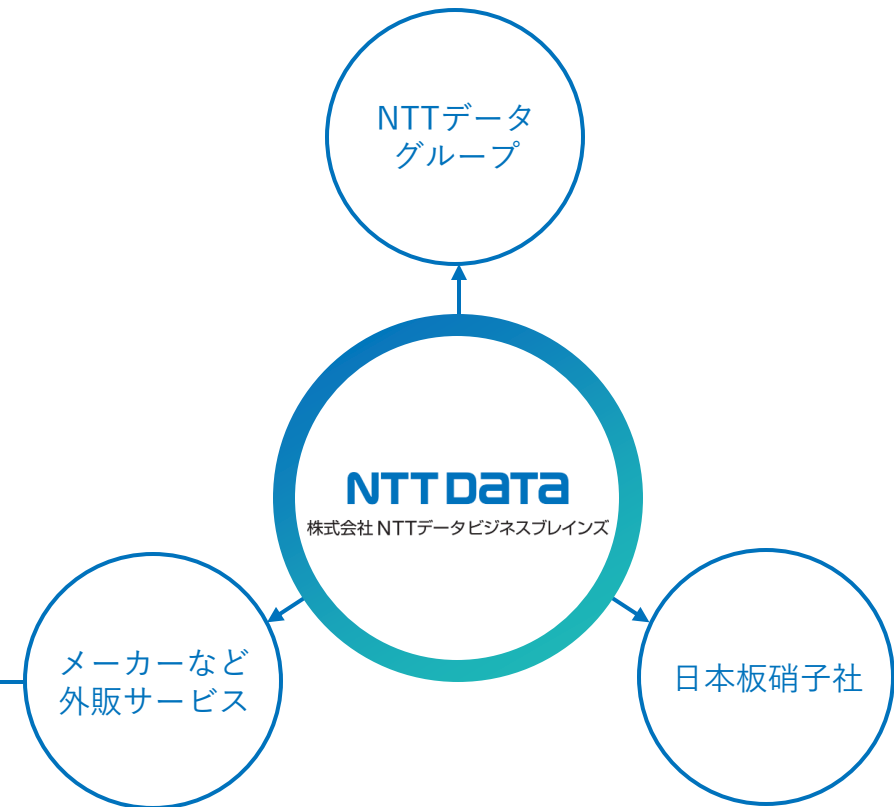 NTTデータ
グループ
NTT DATA
株式会社 NTTデータ ビジネスブレインズ
メーカーなど
外販サービス
日本板硝子社